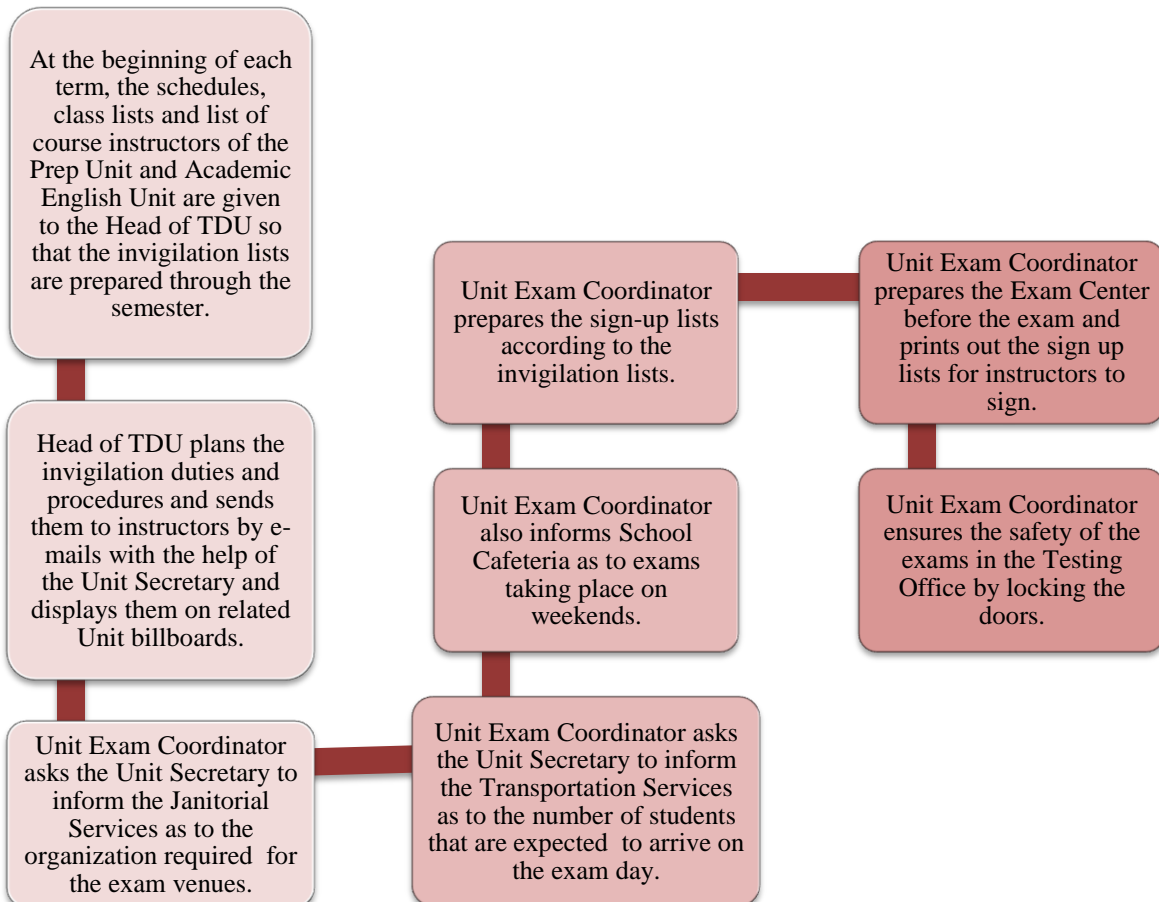 At the beginning of each
term, the schedules,
class lists and list of
course instructors of the
Prep Unit and Academic
English Unit are given
to the Head of TDU so
that the invigilation lists
are prepared through the
semester.
Head of TDU plans the
invigilation duties and
procedures and sends
them to instructors by e-
mails with the help of
the Unit Secretary and
displays them on related
Unit billboards.
Unit Exam Coordinator
asks the Unit Secretary to
inform the Janitorial
Services as to the
organization required for
the exam venues.
Unit Exam Coordinator asks
the Unit Secretary to inform
the Transportation Services
as to the number of students
that are expected to arrive on
the exam day.
Unit Exam Coordinator
also informs School
Cafeteria as to exams
taking place on
weekends.
Unit Exam Coordinator
prepares the sign-up lists
according to the
invigilation lists.
Unit Exam Coordinator
prepares the Exam Center
before the exam and
prints out the sign up
lists for instructors to
sign.
Unit Exam Coordinator
ensures the safety of the
exams in the Testing
Office by locking the
doors.